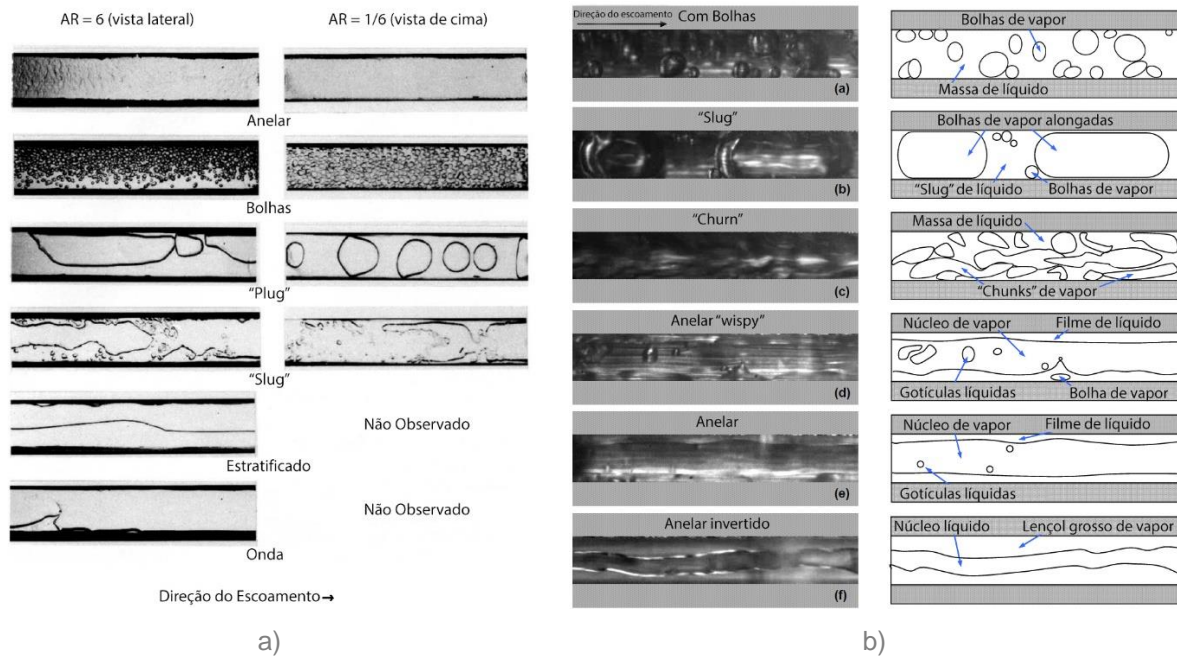 AR = 6 (vista lateral)
AR = 1/6 (vista de cima)
Anelar
Bolhas
"Plug"
"Slug"
Não Observado
Estratificado
Não Observado
Onda
Direção do Escoamento→
a)
Direção do escoamento
Com Bolhas
(a)
Bolhas de vapor
Massa de líquido
"Slug"
(b)
Bolhas de vapor alongadas
"Slug" de líquido
Bolhas de vapor
"Churn"
(c)
Massa de líquido
"Chunks" de vapor
Anelar "wispy"
(d)
Núcleo de vapor
Filme de líquido
Gotículas líquidas
Bolha de vapor
Anelar
(e)
Núcleo de vapor
Filme de líquido
Gotículas líquidas
Anelar invertido
(f)
Núcleo líquido
Lençol grosso de vapor
b)